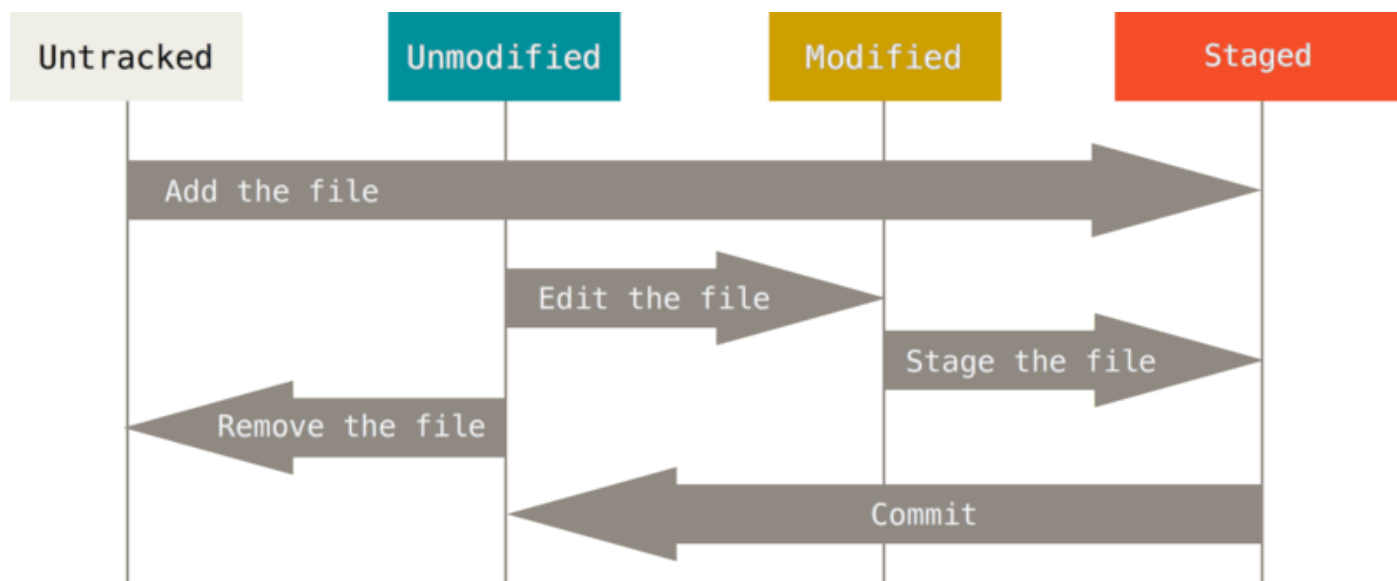 Untracked
Unmodified
Modified
Staged
Add the file
Edit the file
Stage the file
Remove the file
Commit